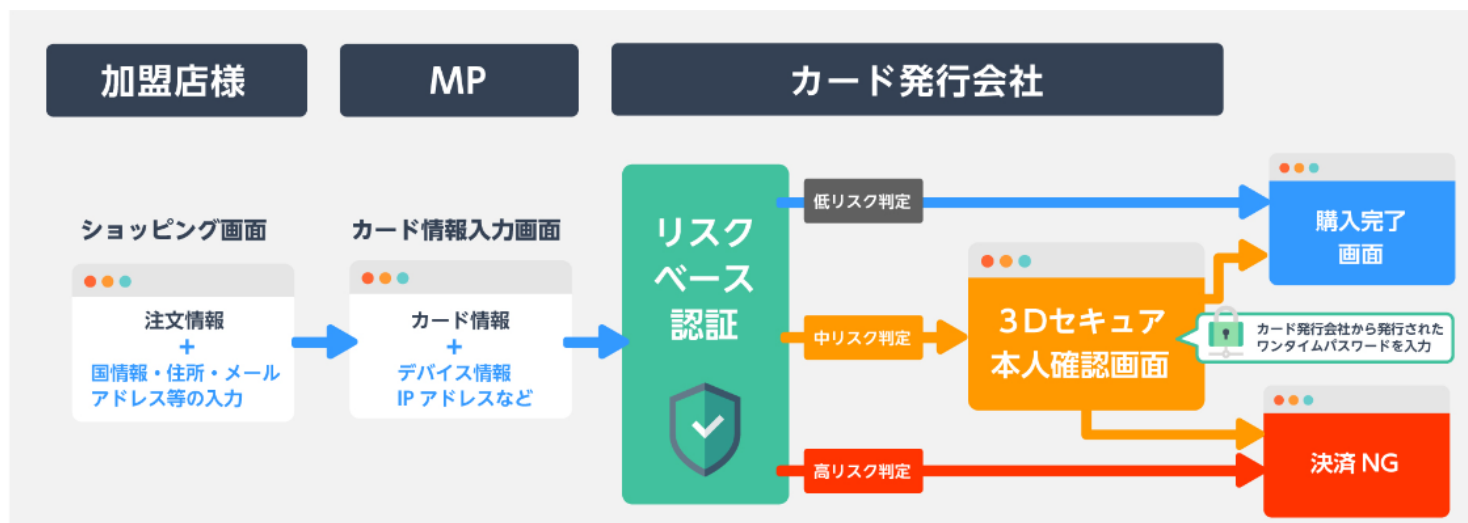 加盟店様
MP
カード発行会社
ショッピング画面
注文情報
+
国情報・住所・メール
アドレス等の入力
カード情報入力画面
カード情報
+
デバイス情報
IP アドレスなど
リスク
ベース
認証
低リスク判定
中リスク判定
高リスク判定
3Dセキュア
本人確認画面
購入完了
画面
カード発行会社から発行された
ワンタイムパスワードを入力
決済 NG